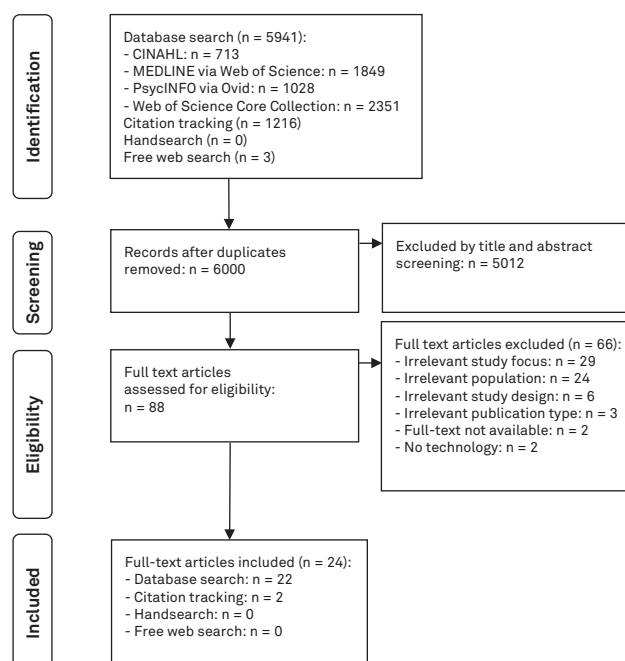 Identification
Database search (n = 5941):
- CINAHL: n = 713
- MEDLINE via Web of Science: n = 1849
- PsycINFO via Ovid: n = 1028
- Web of Science Core Collection: n = 2351
Citation tracking (n = 1216)
Handsearch (n = 0)
Free web search (n = 3)
Screening
Records after duplicates
removed: n = 6000
Excluded by title and abstract
screening: n = 5012
Eligibility
Full text articles
assessed for eligibility:
n = 88
Full text articles excluded (n = 66):
- Irrelevant study focus: n = 29
- Irrelevant population: n = 24
- Irrelevant study design: n = 6
- Irrelevant publication type: n = 3
- Full-text not available: n = 2
- No technology: n = 2
Included
Full-text articles included (n = 24):
- Database search: n = 22
- Citation tracking: n = 2
- Handsearch: n = 0
- Free web search: n = 0